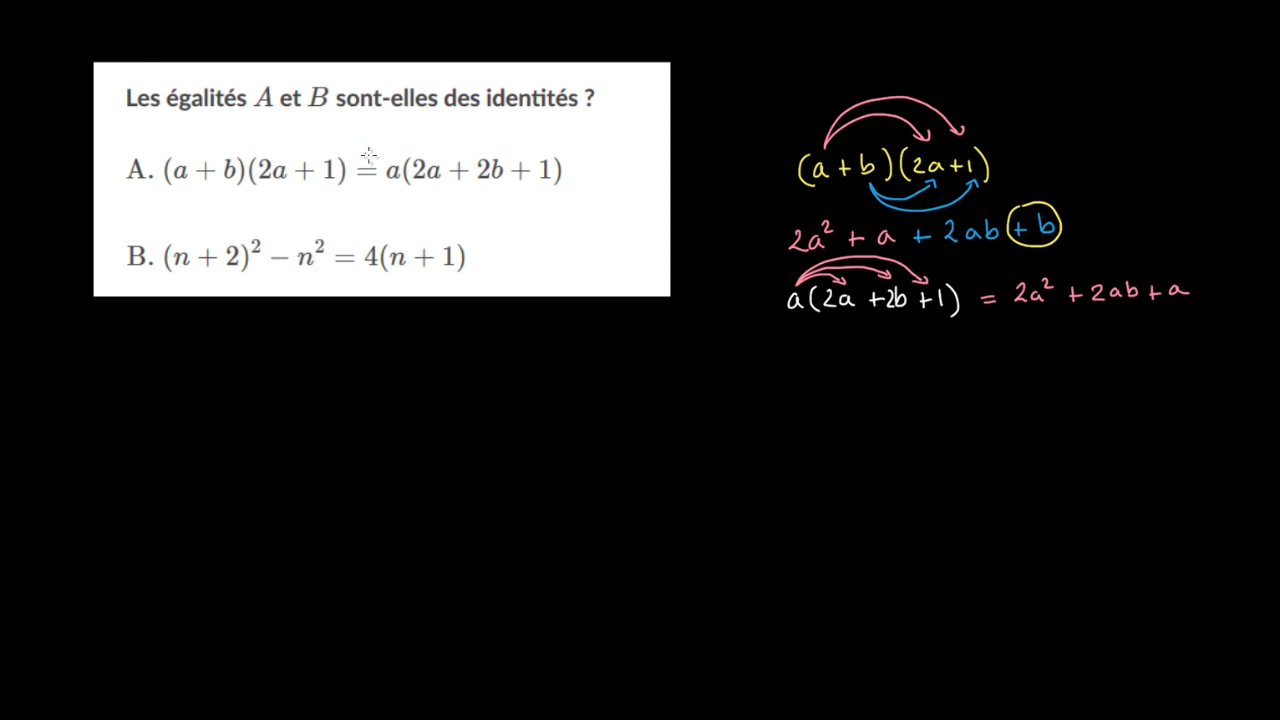 Les égalités A et B sont-elles des identités ?
A. (a + b)(2a + 1) = a(2a + 2b + 1)
B. (n + 2)² − n² = 4(n + 1)
(a + b)(2a+1)
2a² + a + 2ab + b
a(2a +2b +1) = 2a² + 2ab + a